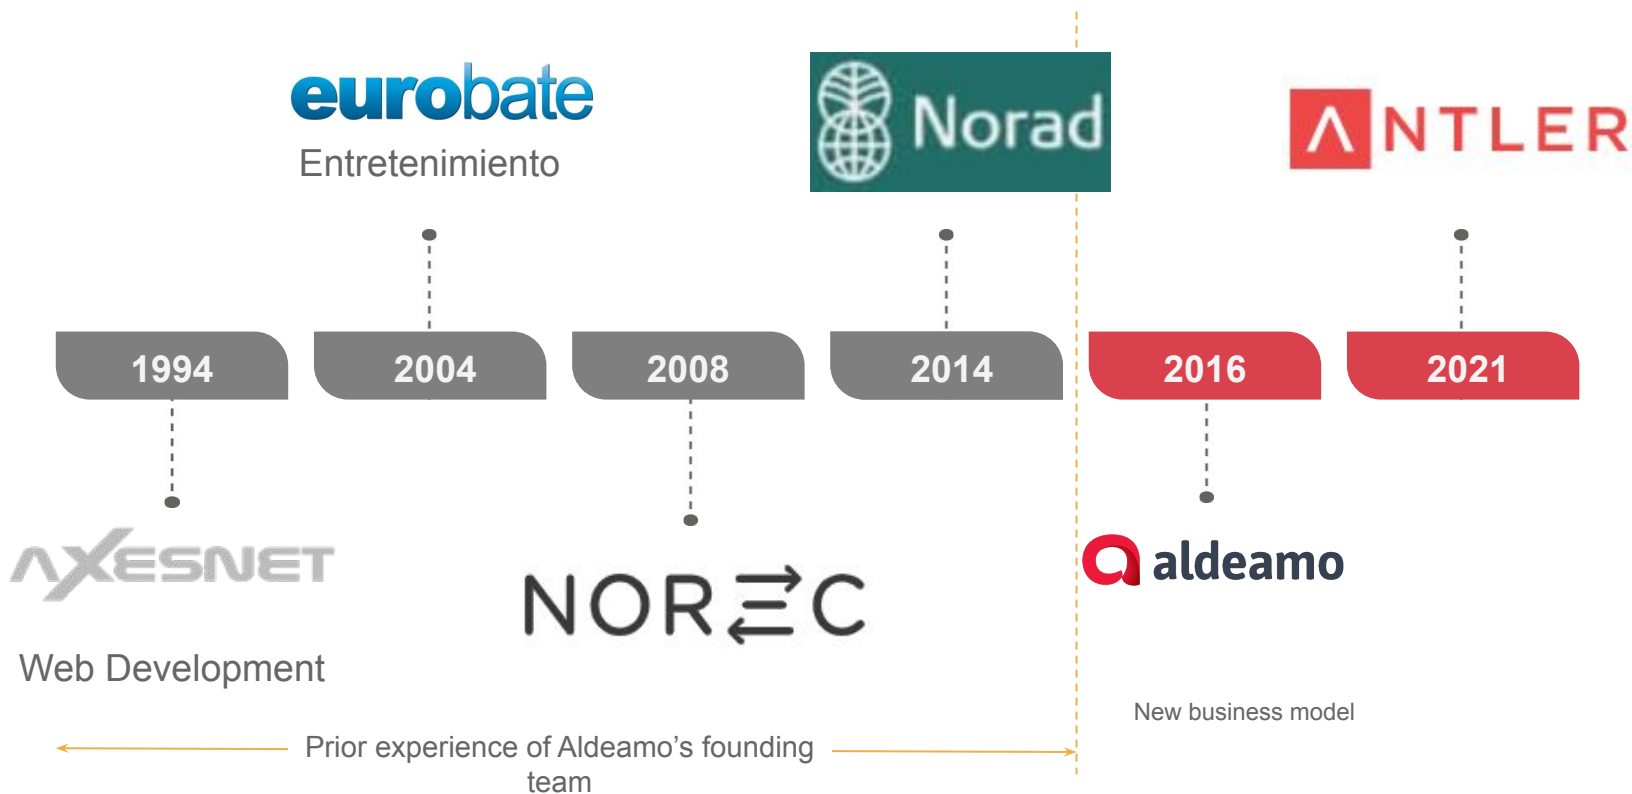 eurobate
Entretenimiento
Norad
ANTLER
1994
2004
2008
2014
2016
2021
AXESNET
Web Development
NOREC
aldeamo
New business model
Prior experience of Aldeamo’s founding
team